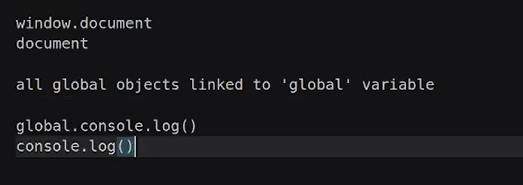 window.document
document
all global objects linked to 'global' variable
global.console.log()
console.log()